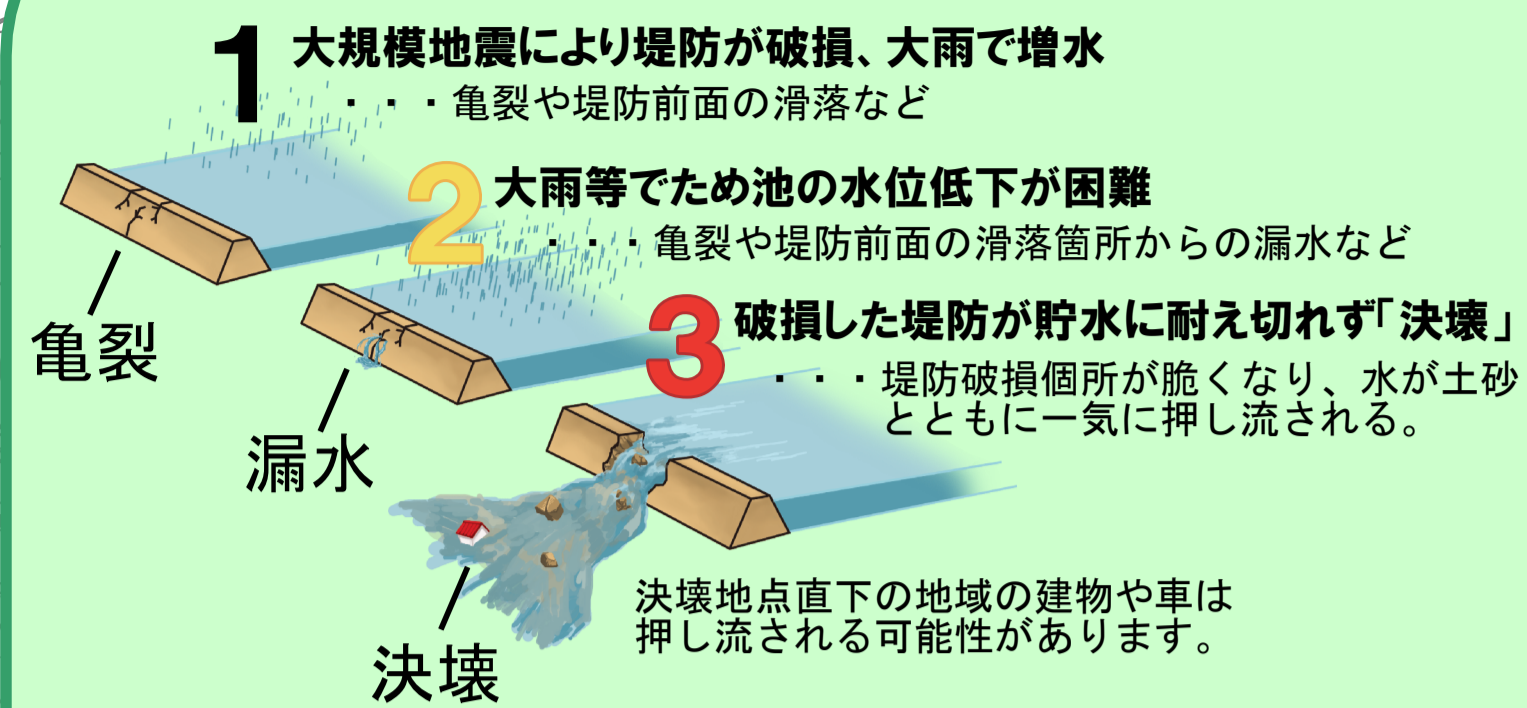 1 大規模地震により堤防が破損、大雨で増水
・・・亀裂や堤防前面の滑落など
2 大雨等でため池の水位低下が困難
・・・亀裂や堤防前面の滑落箇所からの漏水など
亀裂
3 破損した堤防が貯水に耐え切れず「決壊」
・・・堤防破損個所が脆くなり、水が土砂
とともに一気に押し流される。
漏水
決壊地点直下の地域の建物や車は
押し流される可能性があります。
決壊